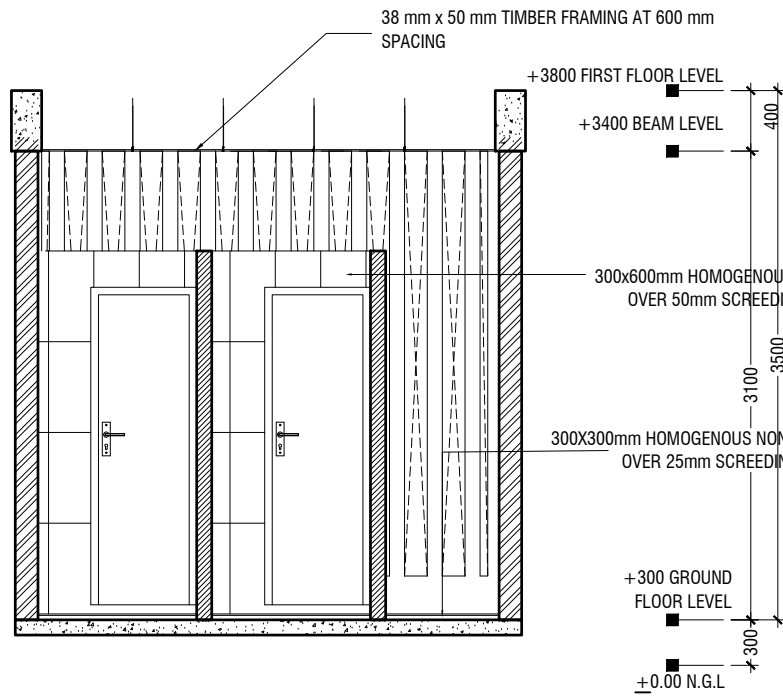 38 mm x 50 mm TIMBER FRAMING AT 600 mm
SPACING
+3800 FIRST FLOOR LEVEL
400
+3400 BEAM LEVEL
300x600mm HOMOGENOU
OVER 50mm SCREEDI
3500
3100
300X300mm HOMOGENOUS NON
OVER 25mm SCREEDIN
+300 GROUND
FLOOR LEVEL
300
+0.00 N.G.L